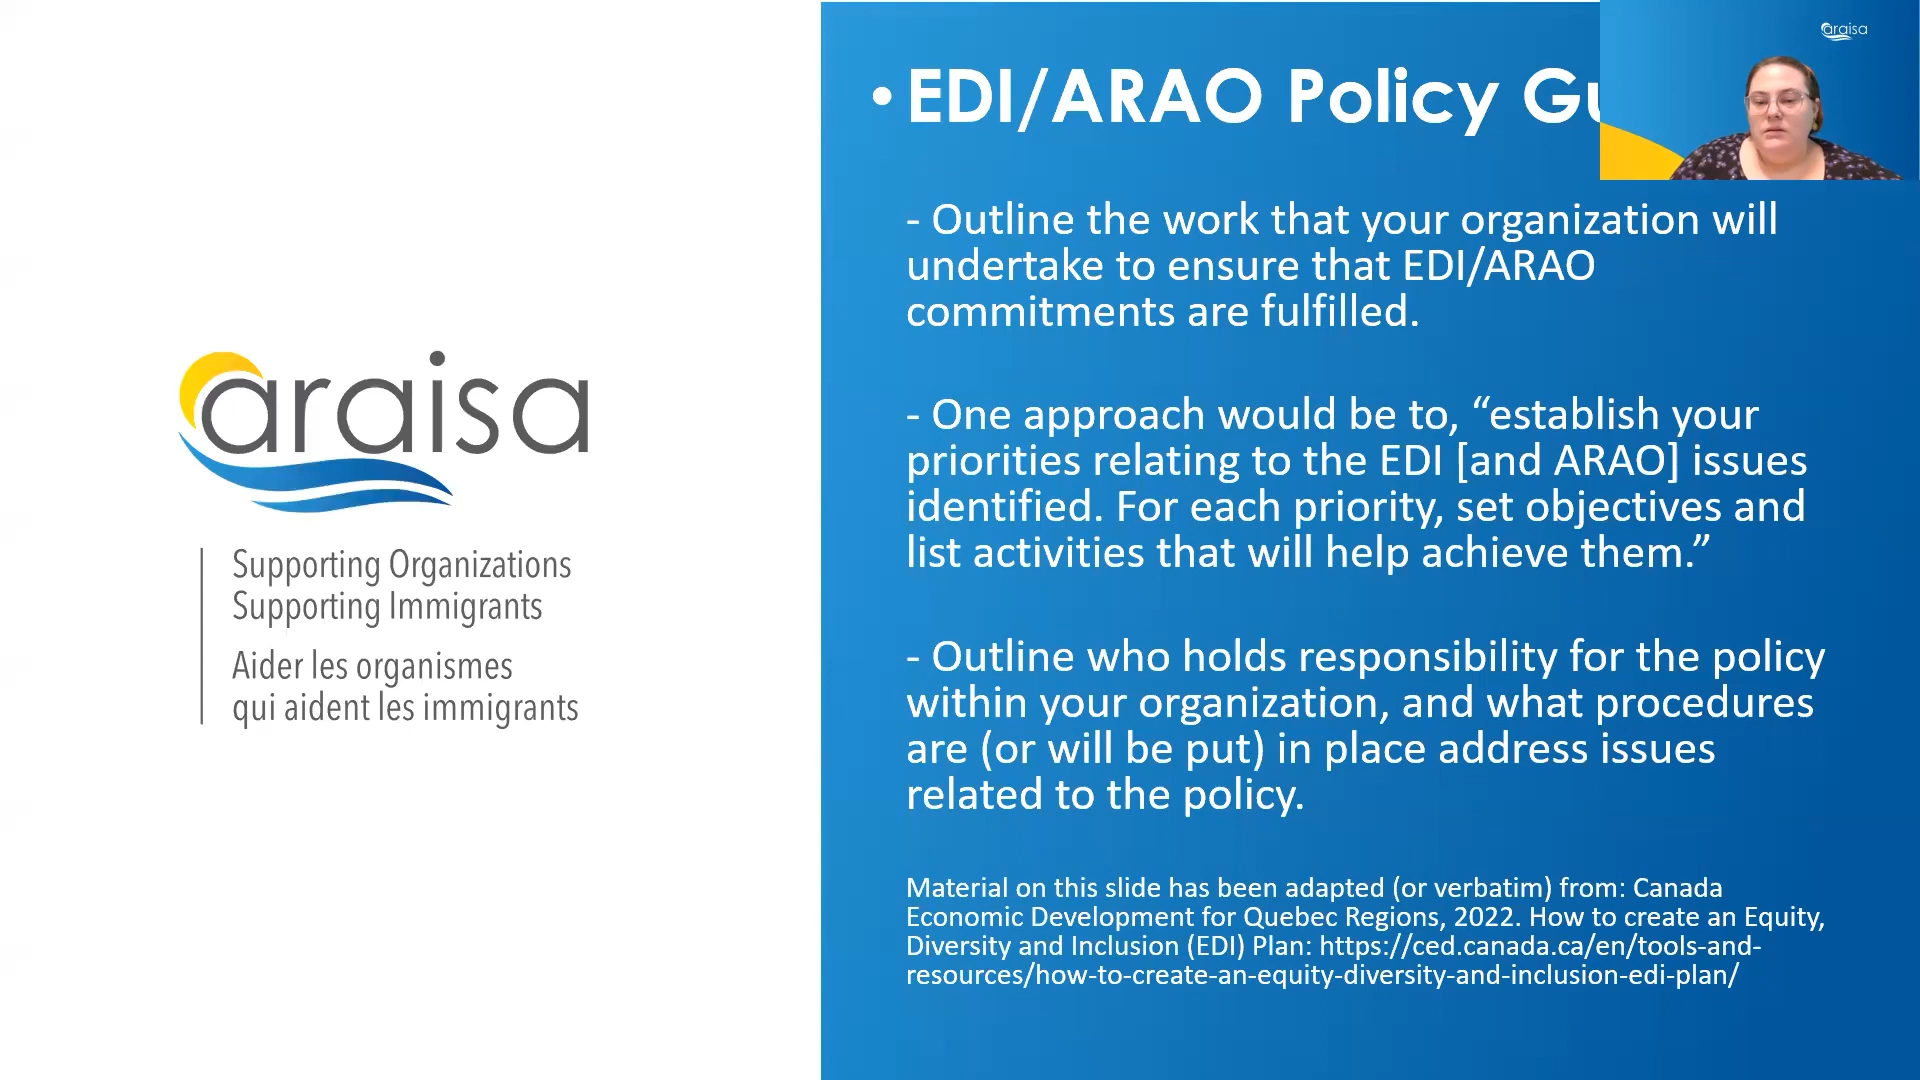 araisa
Supporting Organizations
Supporting Immigrants
Aider les organismes
qui aident les immigrants
• EDI/ARAO Policy
araisa
- Outline the work that your organization will
undertake to ensure that EDI/ARAO
commitments are fulfilled.
- One approach would be to, “establish your
priorities relating to the EDI [and ARAO] issues
identified. For each priority, set objectives and
list activities that will help achieve them.”
- Outline who holds responsibility for the policy
within your organization, and what procedures
are (or will be put) in place address issues
related to the policy.
Material on this slide has been adapted (or verbatim) from: Canada
Economic Development for Quebec Regions, 2022. How to create an Equity,
Diversity and Inclusion (EDI) Plan: https://ced.canada.ca/en/tools-and-
resources/how-to-create-an-equity-diversity-and-inclusion-edi-plan/